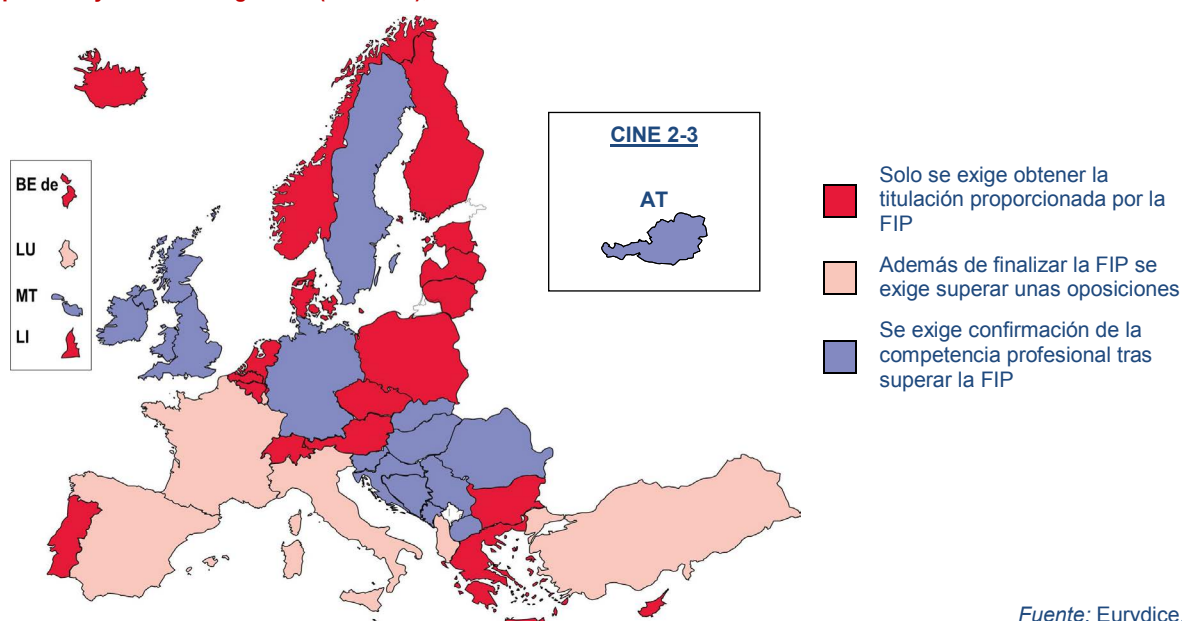 BE de
LU
MT
LI
CINE 2-3
AT
Solo se exige obtener la
titulación proporcionada por la
FIP
Además de finalizar la FIP se
exige superar unas oposiciones
Se exige confirmación de la
competencia profesional tras
superar la FIP
Fuente: Eurydice